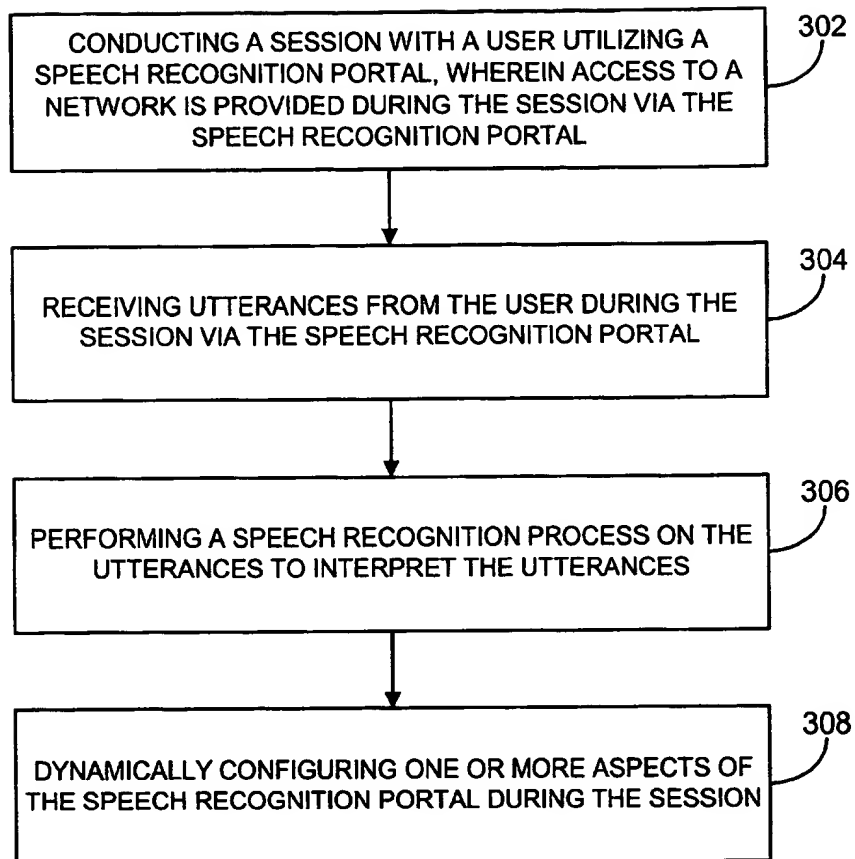 302
CONDUCTING A SESSION WITH A USER UTILIZING A
SPEECH RECOGNITION PORTAL, WHEREIN ACCESS TO A
NETWORK IS PROVIDED DURING THE SESSION VIA THE
SPEECH RECOGNITION PORTAL
304
RECEIVING UTTERANCES FROM THE USER DURING THE
SESSION VIA THE SPEECH RECOGNITION PORTAL
306
PERFORMING A SPEECH RECOGNITION PROCESS ON THE
UTTERANCES TO INTERPRET THE UTTERANCES
308
DYNAMICALLY CONFIGURING ONE OR MORE ASPECTS OF
THE SPEECH RECOGNITION PORTAL DURING THE SESSION